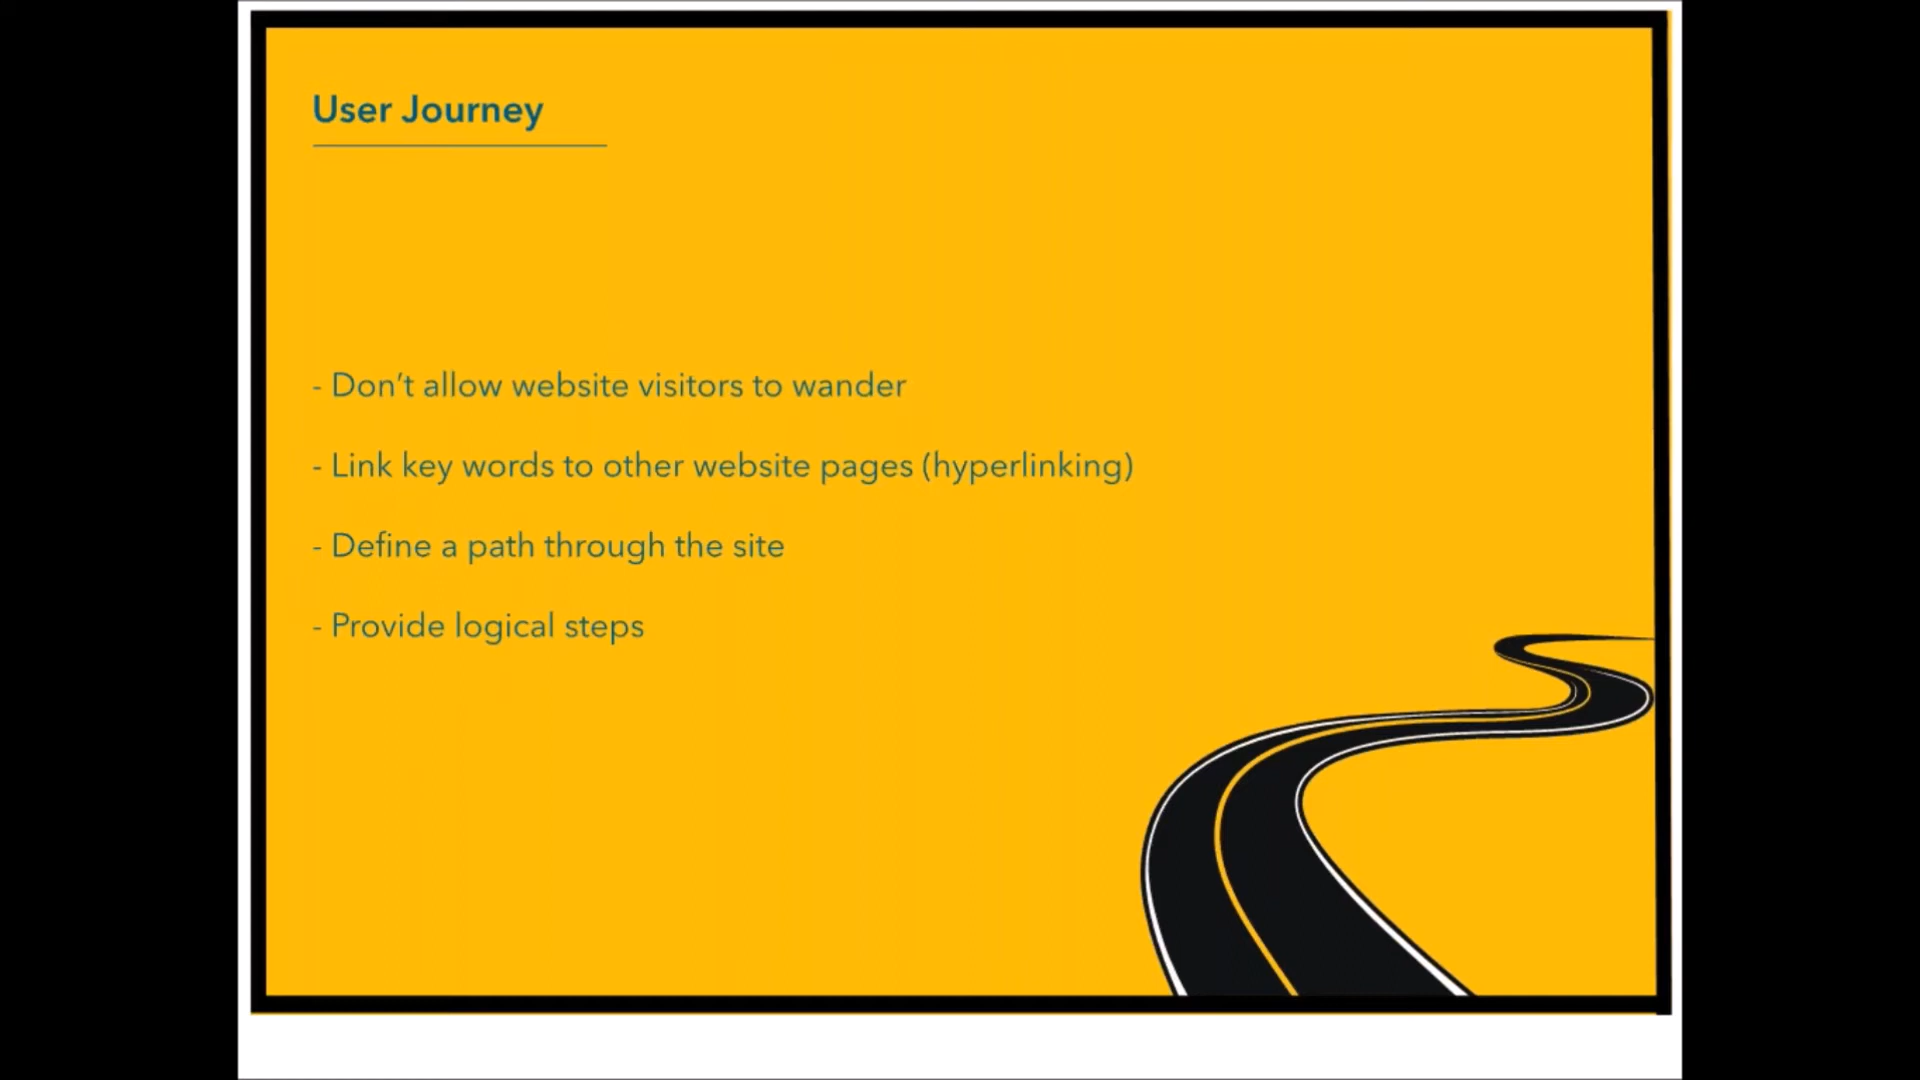 User Journey
- Don’t allow website visitors to wander
- Link key words to other website pages (hyperlinking)
- Define a path through the site
- Provide logical steps